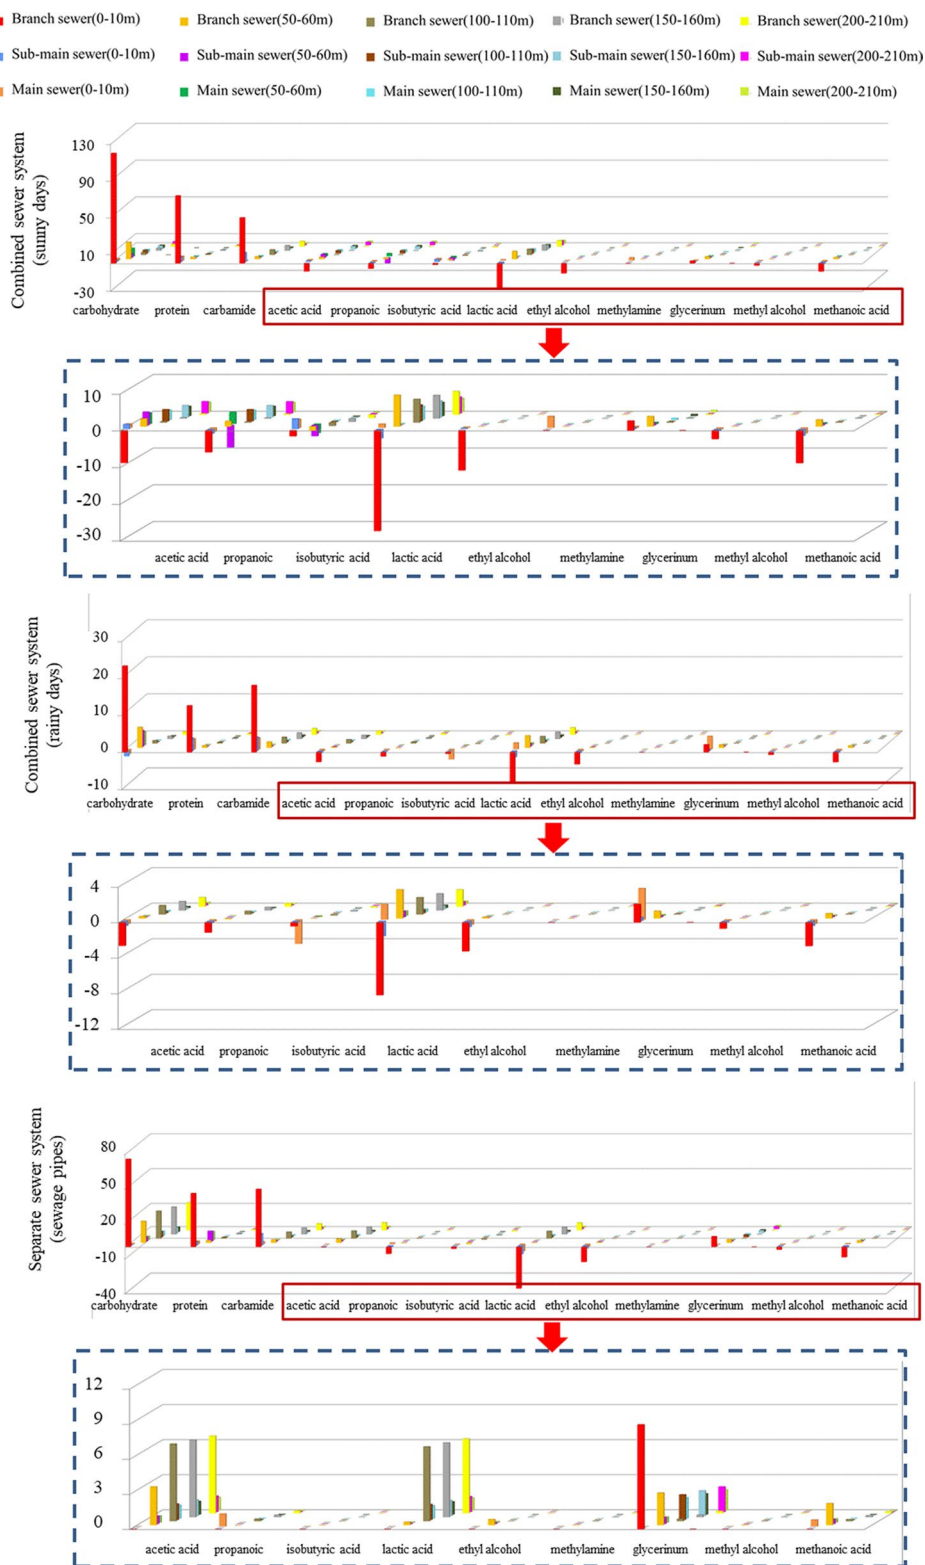 Branch sewer(0-10m) Branch sewer(50-60m) Branch sewer(100-110m) Branch sewer(150-160m) Branch sewer(200-210m)
Sub-main sewer(0-10m) Sub-main sewer(50-60m) Sub-main sewer(100-110m) Sub-main sewer(150-160m) Sub-main sewer(200-210m)
Main sewer(0-10m) Main sewer(50-60m) Main sewer(100-110m) Main sewer(150-160m) Main sewer(200-210m)
Combined sewer system
(sunny days)
130
90
50
10
-30
carbohydrate protein carbamide acetic acid propanoic isobutyric acid lactic acid ethyl alcohol methylamine glycerinum methyl alcohol methanoic acid
10
0
-10
-20
-30
acetic acid propanoic isobutyric acid lactic acid ethyl alcohol methylamine glycerinum methyl alcohol methanoic acid
Combined sewer system
(rainy days)
30
20
10
0
-10
carbohydrate protein carbamide acetic acid propanoic isobutyric acid lactic acid ethyl alcohol methylamine glycerinum methyl alcohol methanoic acid
4
0
-4
-8
-12
acetic acid propanoic isobutyric acid lactic acid ethyl alcohol methylamine glycerinum methyl alcohol methanoic acid
Separate sewer system
(sewage pipes)
80
50
20
-10
-40
carbohydrate protein carbamide acetic acid propanoic isobutyric acid lactic acid ethyl alcohol methylamine glycerinum methyl alcohol methanoic acid
12
9
6
3
0
acetic acid propanoic isobutyric acid lactic acid ethyl alcohol methylamine glycerinum methyl alcohol methanoic acid